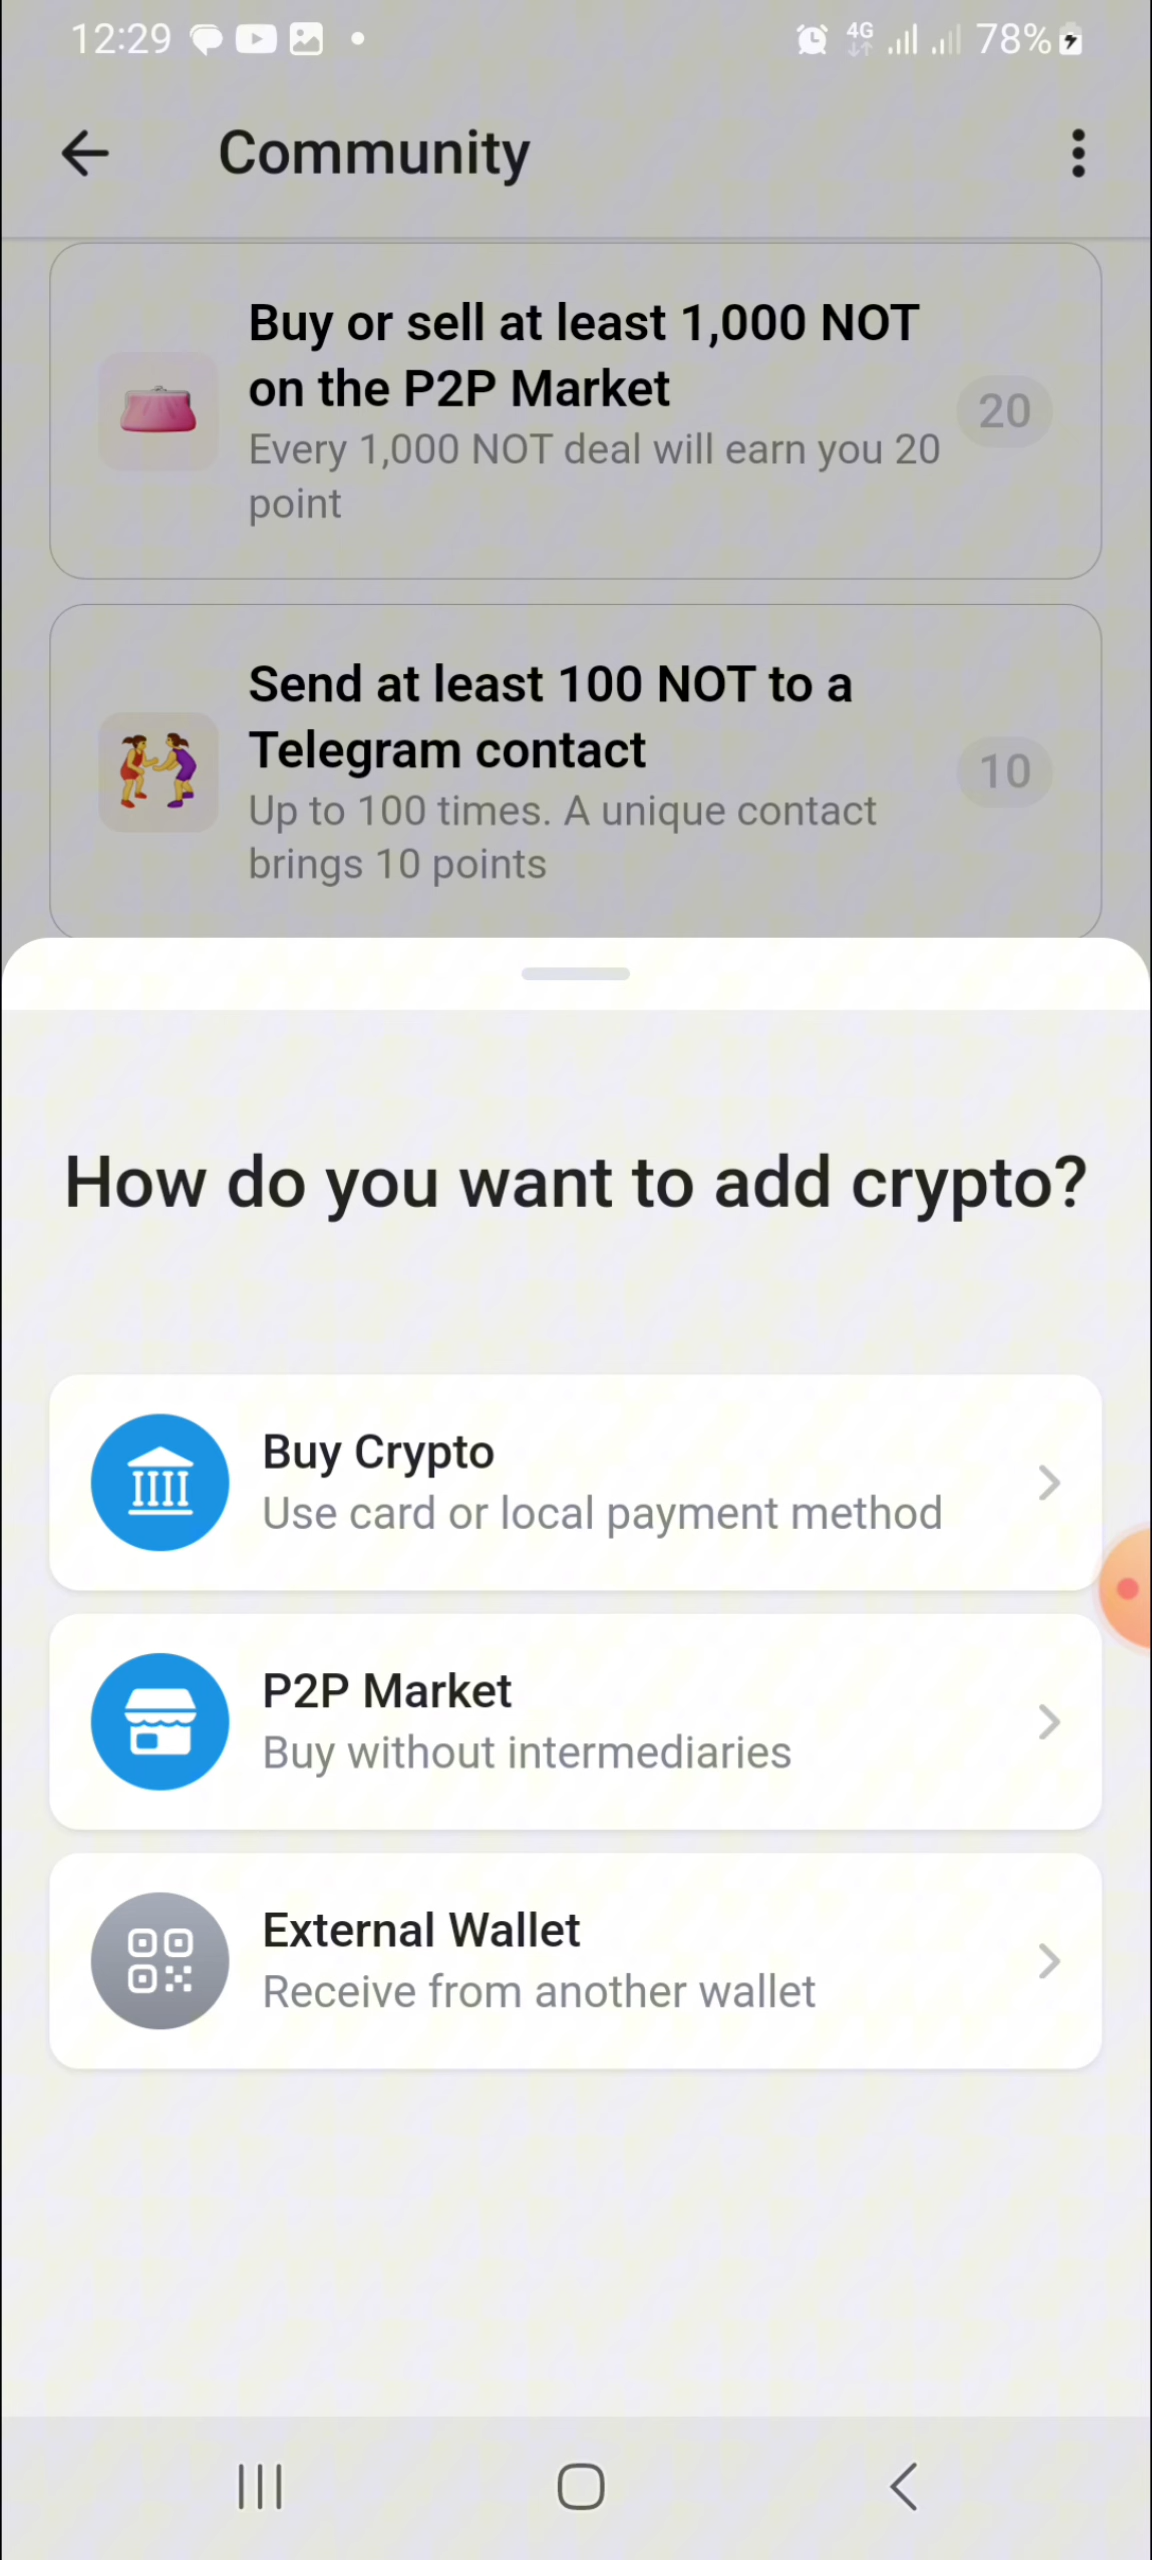 12:29
4G
78%
Community
Buy or sell at least 1,000 NOT
on the P2P Market
20
Every 1,000 NOT deal will earn you 20
point
Send at least 100 NOT to a
Telegram contact
10
Up to 100 times. A unique contact
brings 10 points
How do you want to add crypto?
Buy Crypto
Use card or local payment method
P2P Market
Buy without intermediaries
External Wallet
Receive from another wallet